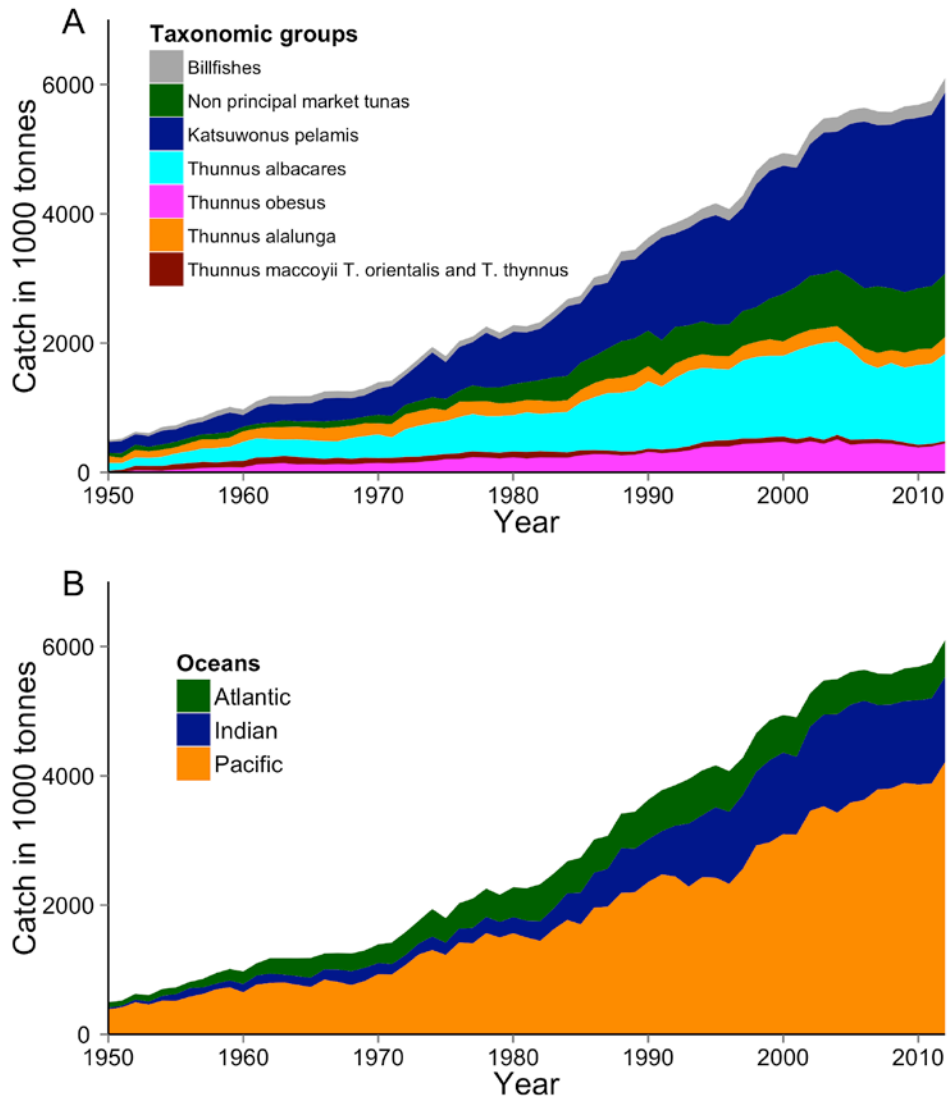 A
Taxonomic groups
Billfishes
Non principal market tunas
Katsuwonus pelamis
Thunnus albacares
Thunnus obesus
Thunnus alalunga
Thunnus maccoyii T. orientalis and T. thynnus
Catch in 1000 tonnes
6000
4000
2000
0
1950 1960 1970 1980 1990 2000 2010
Year
B
Oceans
Atlantic
Indian
Pacific
Catch in 1000 tonnes
6000
4000
2000
0
1950 1960 1970 1980 1990 2000 2010
Year